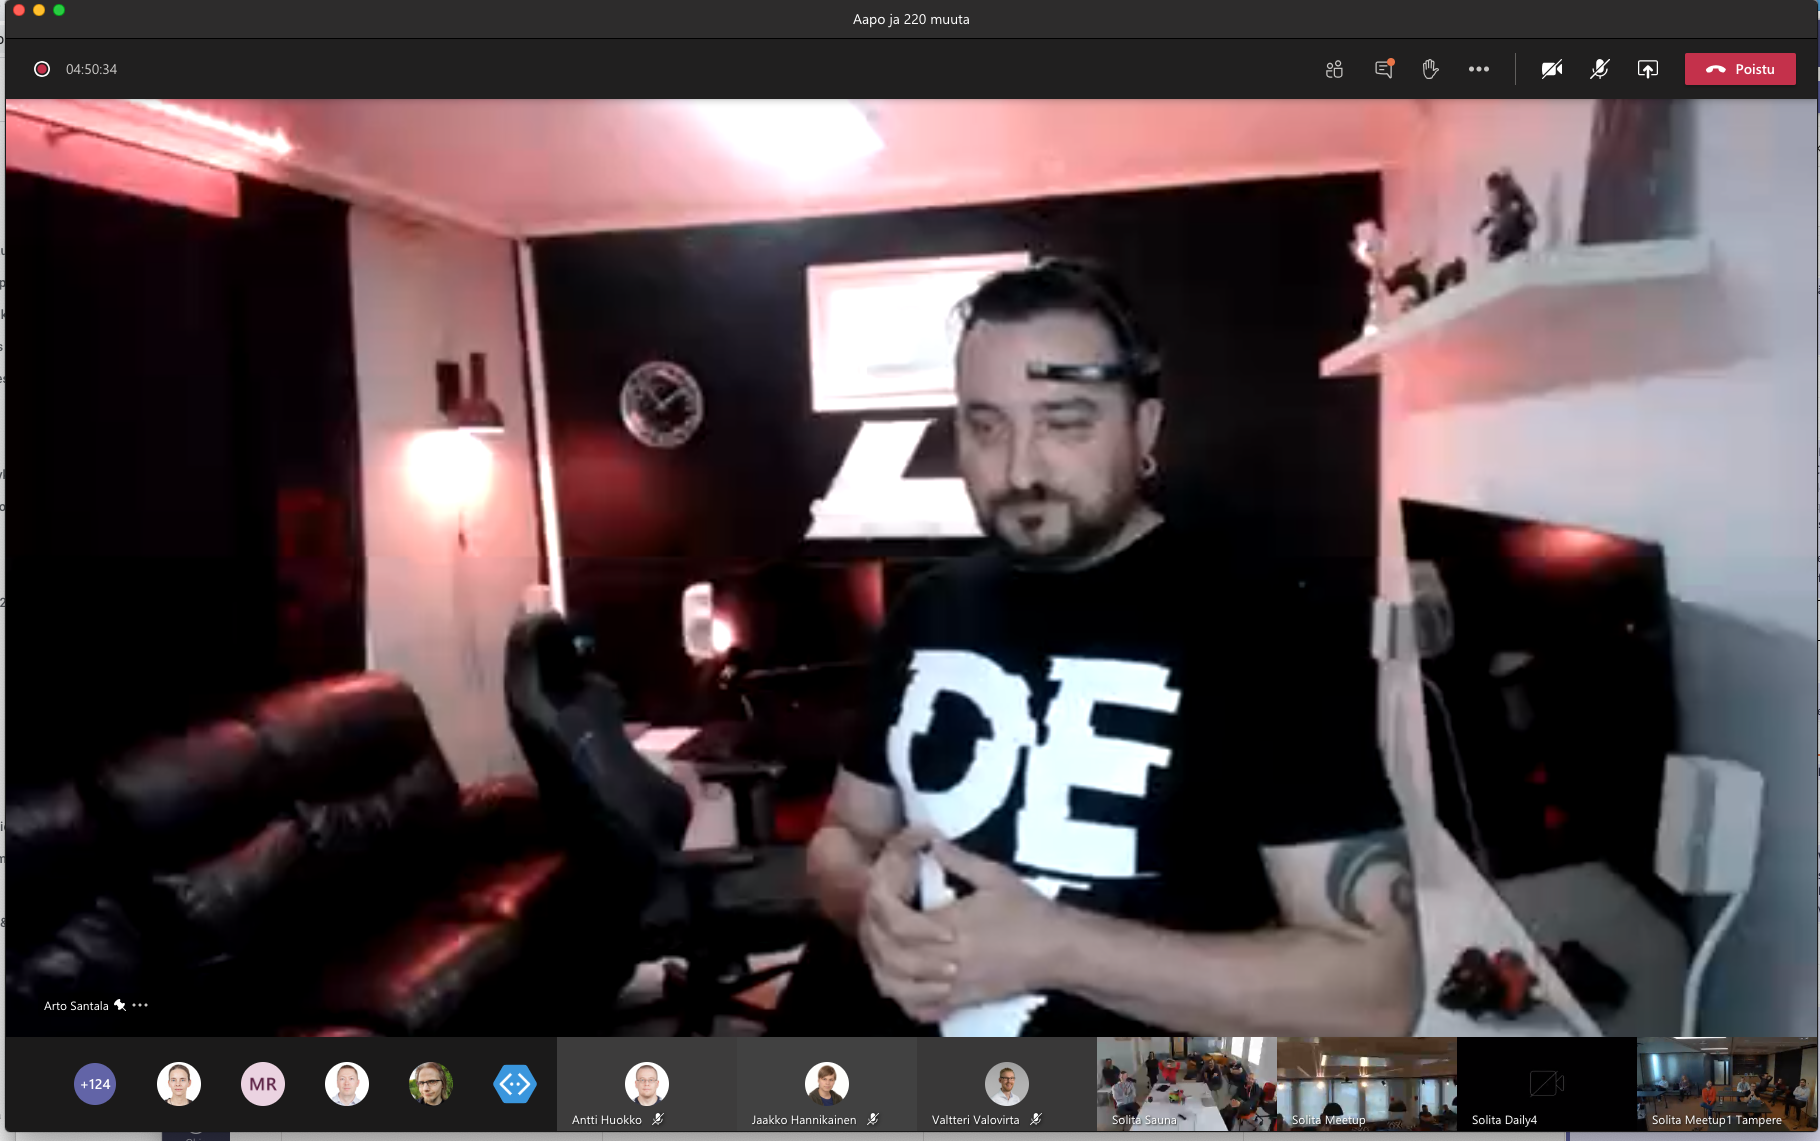 Aapo ja 220 muuta
04:50:34
Poistu
DE
Arto Santala
+124
MR
Antti Huokko
Jaakko Hannikainen
Valtteri Valovirta
Solita Sauna
Solita Meetup
Solita Daily4
Solita Meetup1 Tampere